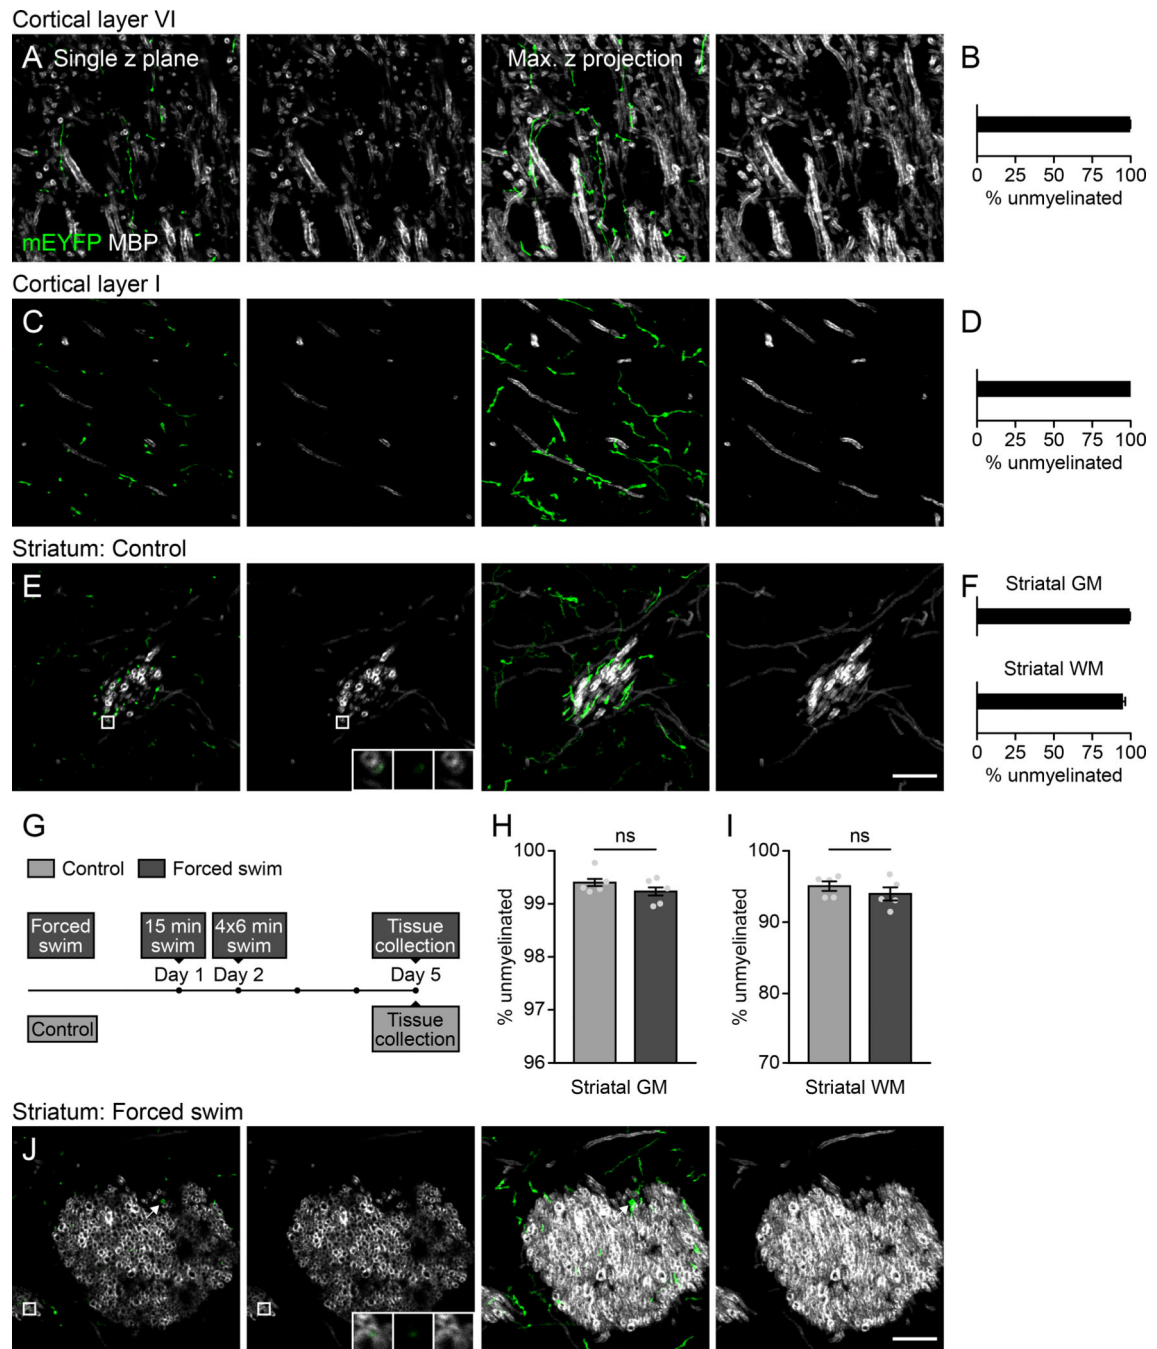 Cortical layer VI
A Single z plane
Max. z projection
mEYFP MBP
B
0 25 50 75 100
% unmyelinated
Cortical layer I
C
D
0 25 50 75 100
% unmyelinated
Striatum: Control
E
F
Striatal GM
Striatal WM
0 25 50 75 100
% unmyelinated
G
Control Forced swim
Forced
swim
15 min
swim
4x6 min
swim
Tissue
collection
Day 1 Day 2 Day 5
Control
Tissue
collection
H
ns
100
99
98
97
96
% unmyelinated
Striatal GM
I
ns
100
90
80
70
% unmyelinated
Striatal WM
Striatum: Forced swim
J